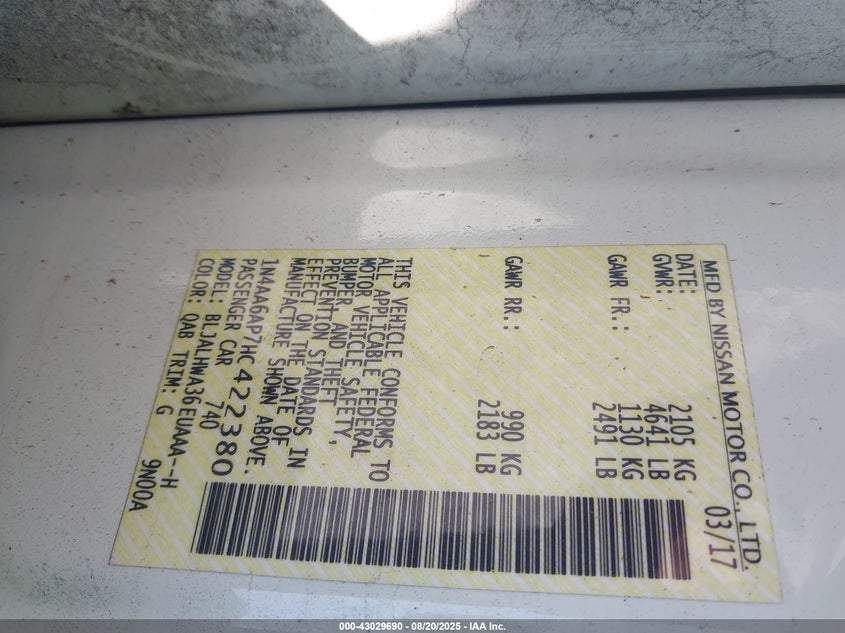 MFD BY NISSAN MOTOR CO., LTD.
DATE: 03/17
GVWR: 2105 KG
4641 LB
GAWR FR.: 1130 KG
2491 LB
GAWR RR.: 990 KG
2183 LB
THIS VEHICLE CONFORMS TO
ALL APPLICABLE FEDERAL
MOTOR VEHICLE SAFETY,
BUMPER, AND THEFT
PREVENTION STANDARDS IN
EFFECT ON THE DATE OF
MANUFACTURE SHOWN ABOVE.
1N4AA6AP7HC422380
PASSENGER CAR 740
MODEL: BLJALHWA36EUAAA--H
COLOR: QAB TRIM: G 9N00A
000-43029690 - 08/20/2025 - IAA Inc.